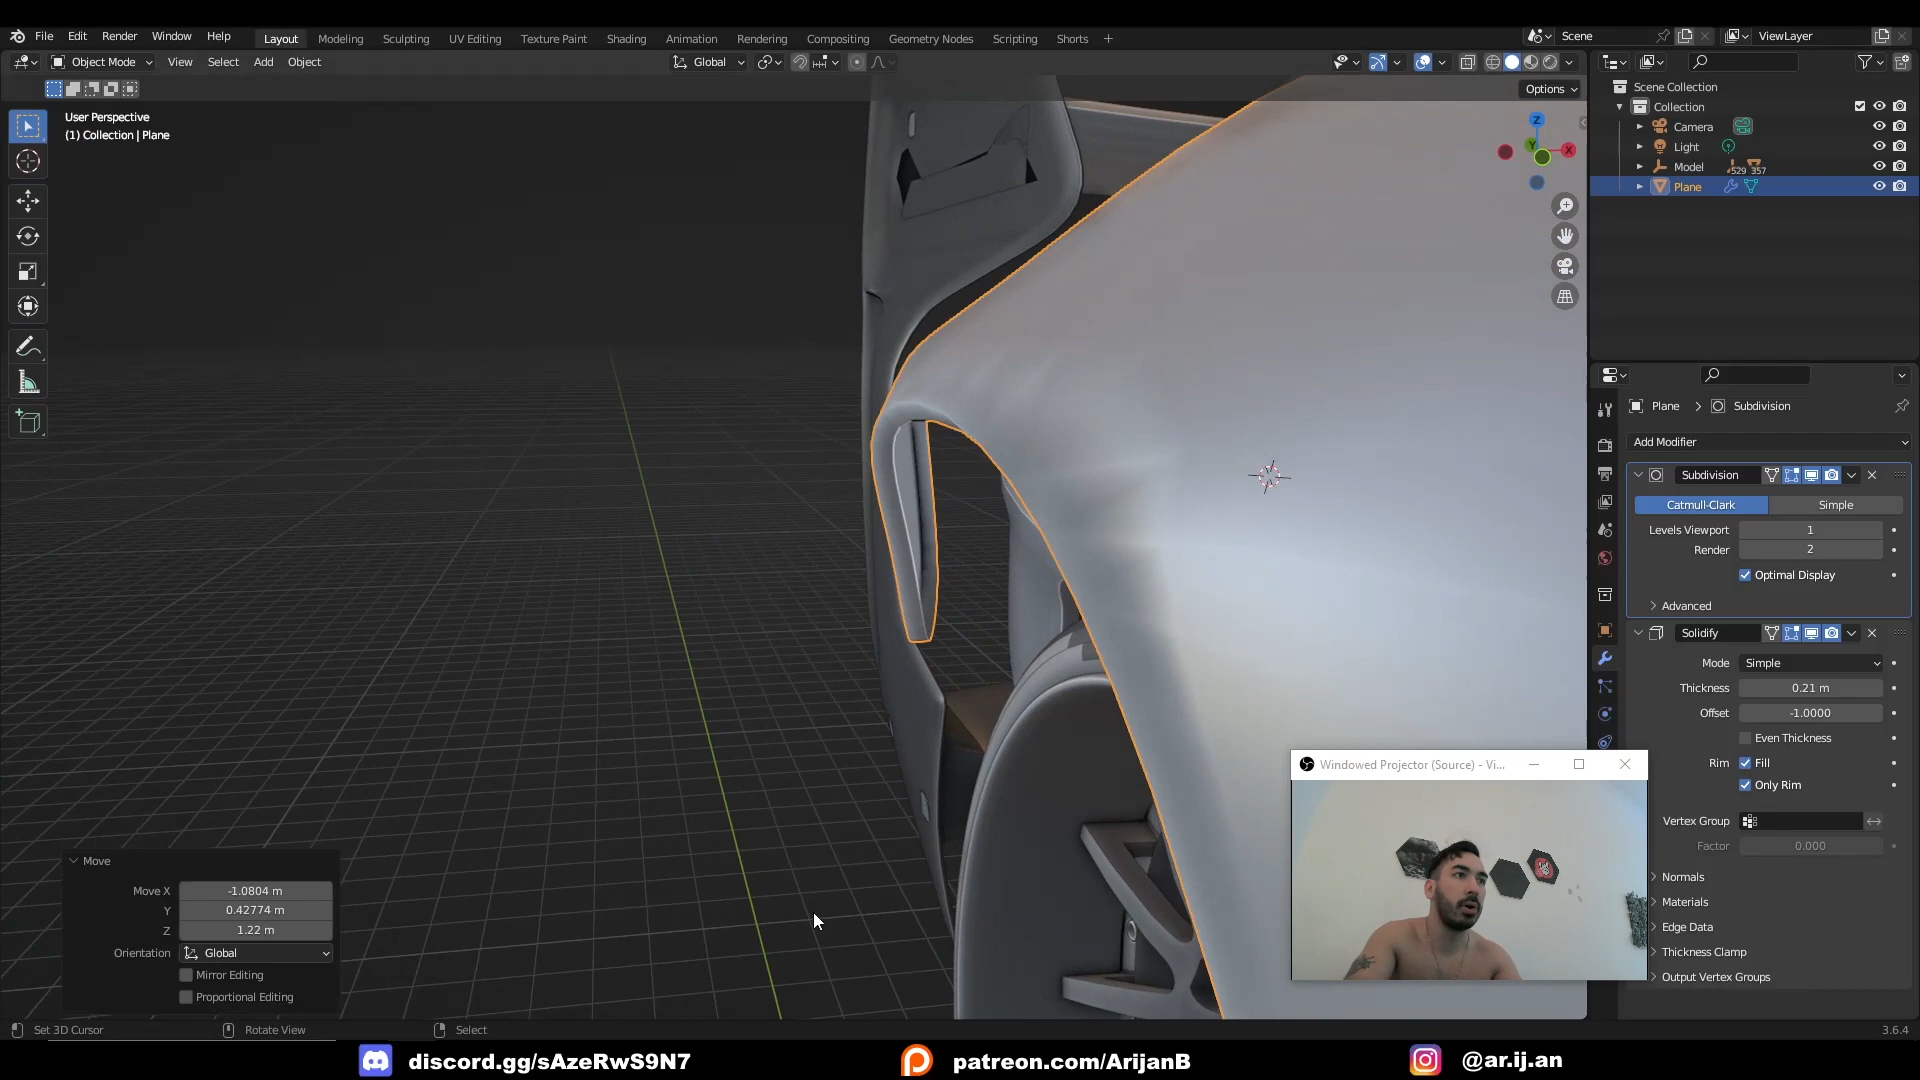 File Edit Render Window Help Layout Modeling Sculpting UV Editing Texture Paint Shading Animation Rendering Compositing Geometry Nodes Scripting Shorts + Scene ViewLayer
Object Mode View Select Add Object Global
Options
User Perspective
(1) Collection | Plane
Z
Y
X
Scene Collection
Collection
Camera
Light
Model 529 357
Plane
Plane > Subdivision
Add Modifier
Subdivision
Catmull-Clark Simple
Levels Viewport 1
Render 2
Optimal Display
Advanced
Solidify
Mode Simple
Thickness 0.21 m
Offset -1.0000
Even Thickness
Rim Fill
Only Rim
Vertex Group
Factor 0.000
Normals
Materials
Edge Data
Thickness Clamp
Output Vertex Groups
Windowed Projector (Source) - Vi...
Move
Move X -1.0804 m
Y 0.42774 m
Z 1.22 m
Orientation Global
Mirror Editing
Proportional Editing
Set 3D Cursor Rotate View Select 3.6.4
discord.gg/sAzeRwS9N7 patreon.com/ArijanB @ar.ij.an